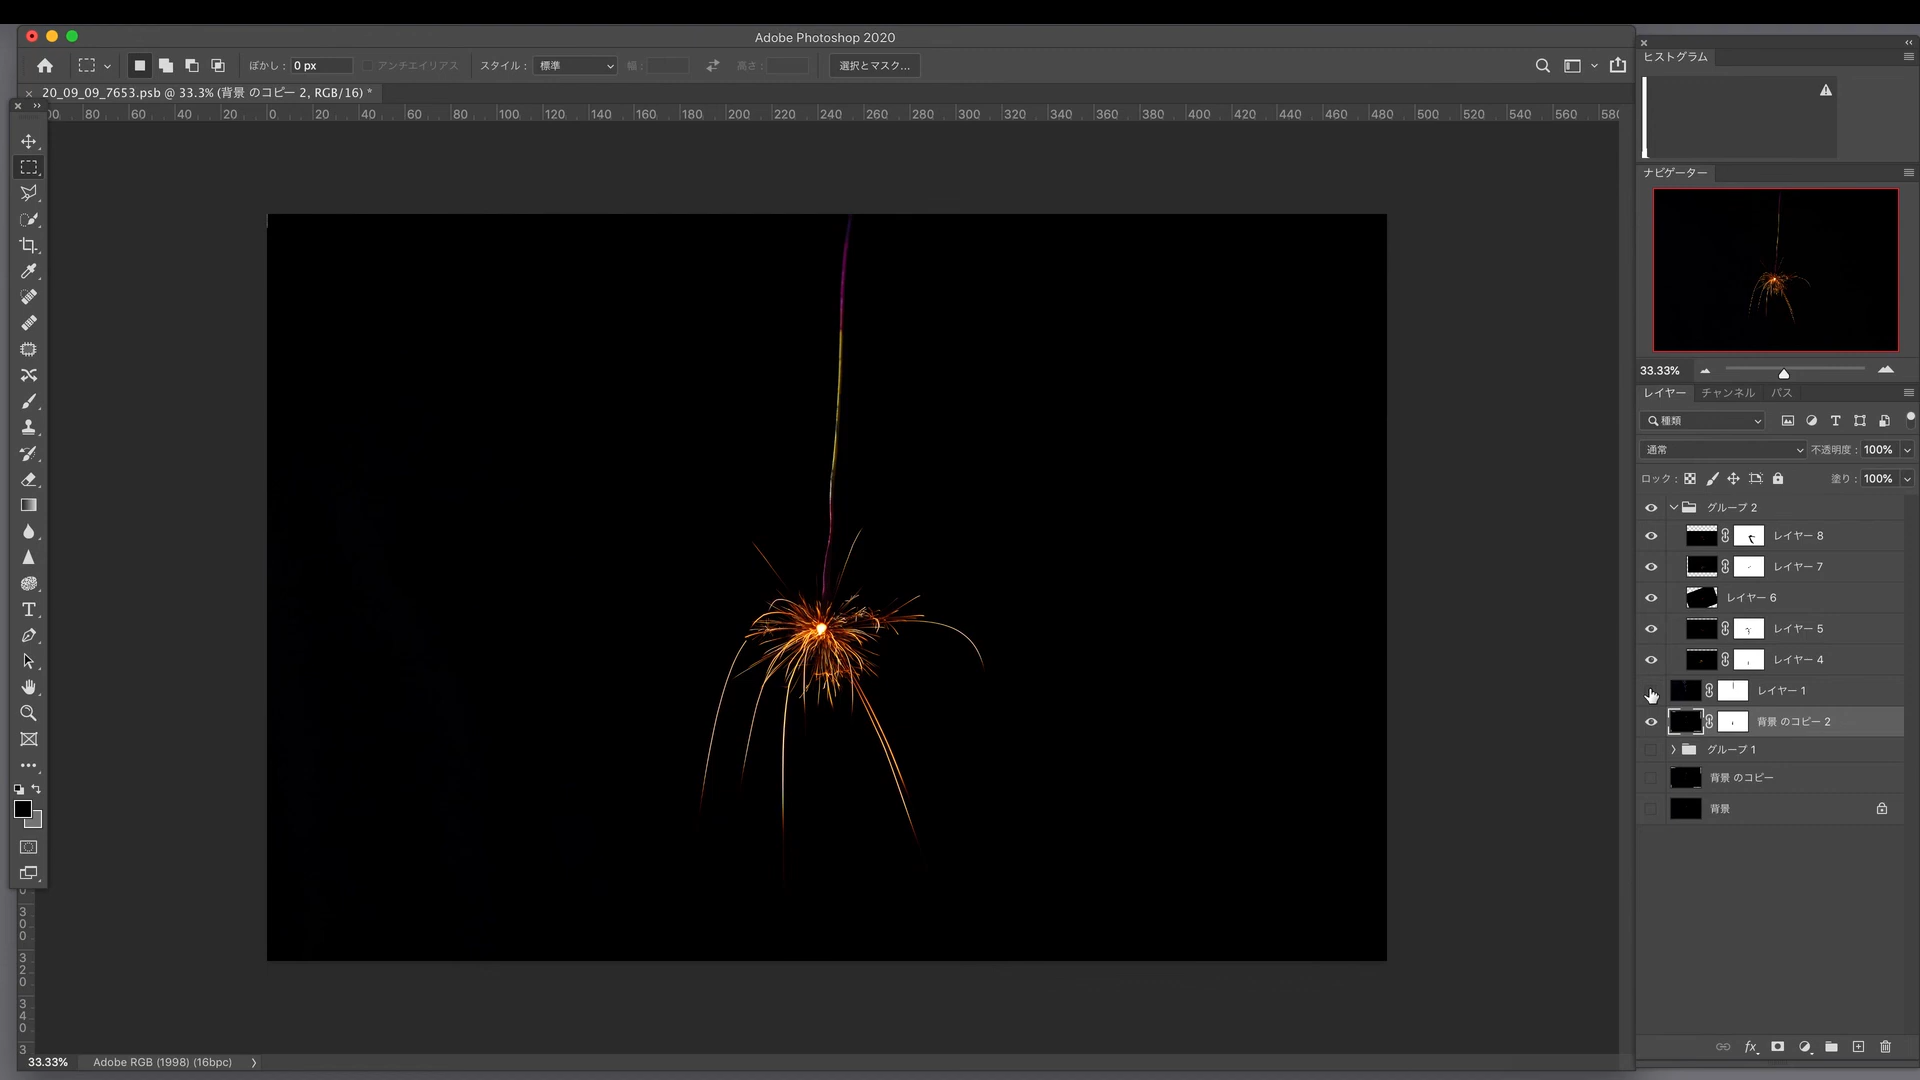 Adobe Photoshop 2020
ぼかし : 0 px アンチエイリアス スタイル : 標準 幅 : 高さ : 選択とマスク...
20_09_09_7653.psb @ 33.3% (背景 のコピー 2, RGB/16) *
00 80 60 40 20 0 20 40 60 80 100 120 140 160 180 200 220 240 260 280 300 320 340 360 380 400 420 440 460 480 500 520 540 560 580
ヒストグラム
ナビゲーター
33.33%
レイヤー チャンネル パス
種類
通常 不透明度 : 100%
ロック : 塗り : 100%
グループ 2
レイヤー 8
レイヤー 7
レイヤー 6
レイヤー 5
レイヤー 4
レイヤー 1
背景 のコピー 2
グループ 1
背景 のコピー
背景
0
300
320
340
3
fx
33.33% Adobe RGB (1998) (16bpc)